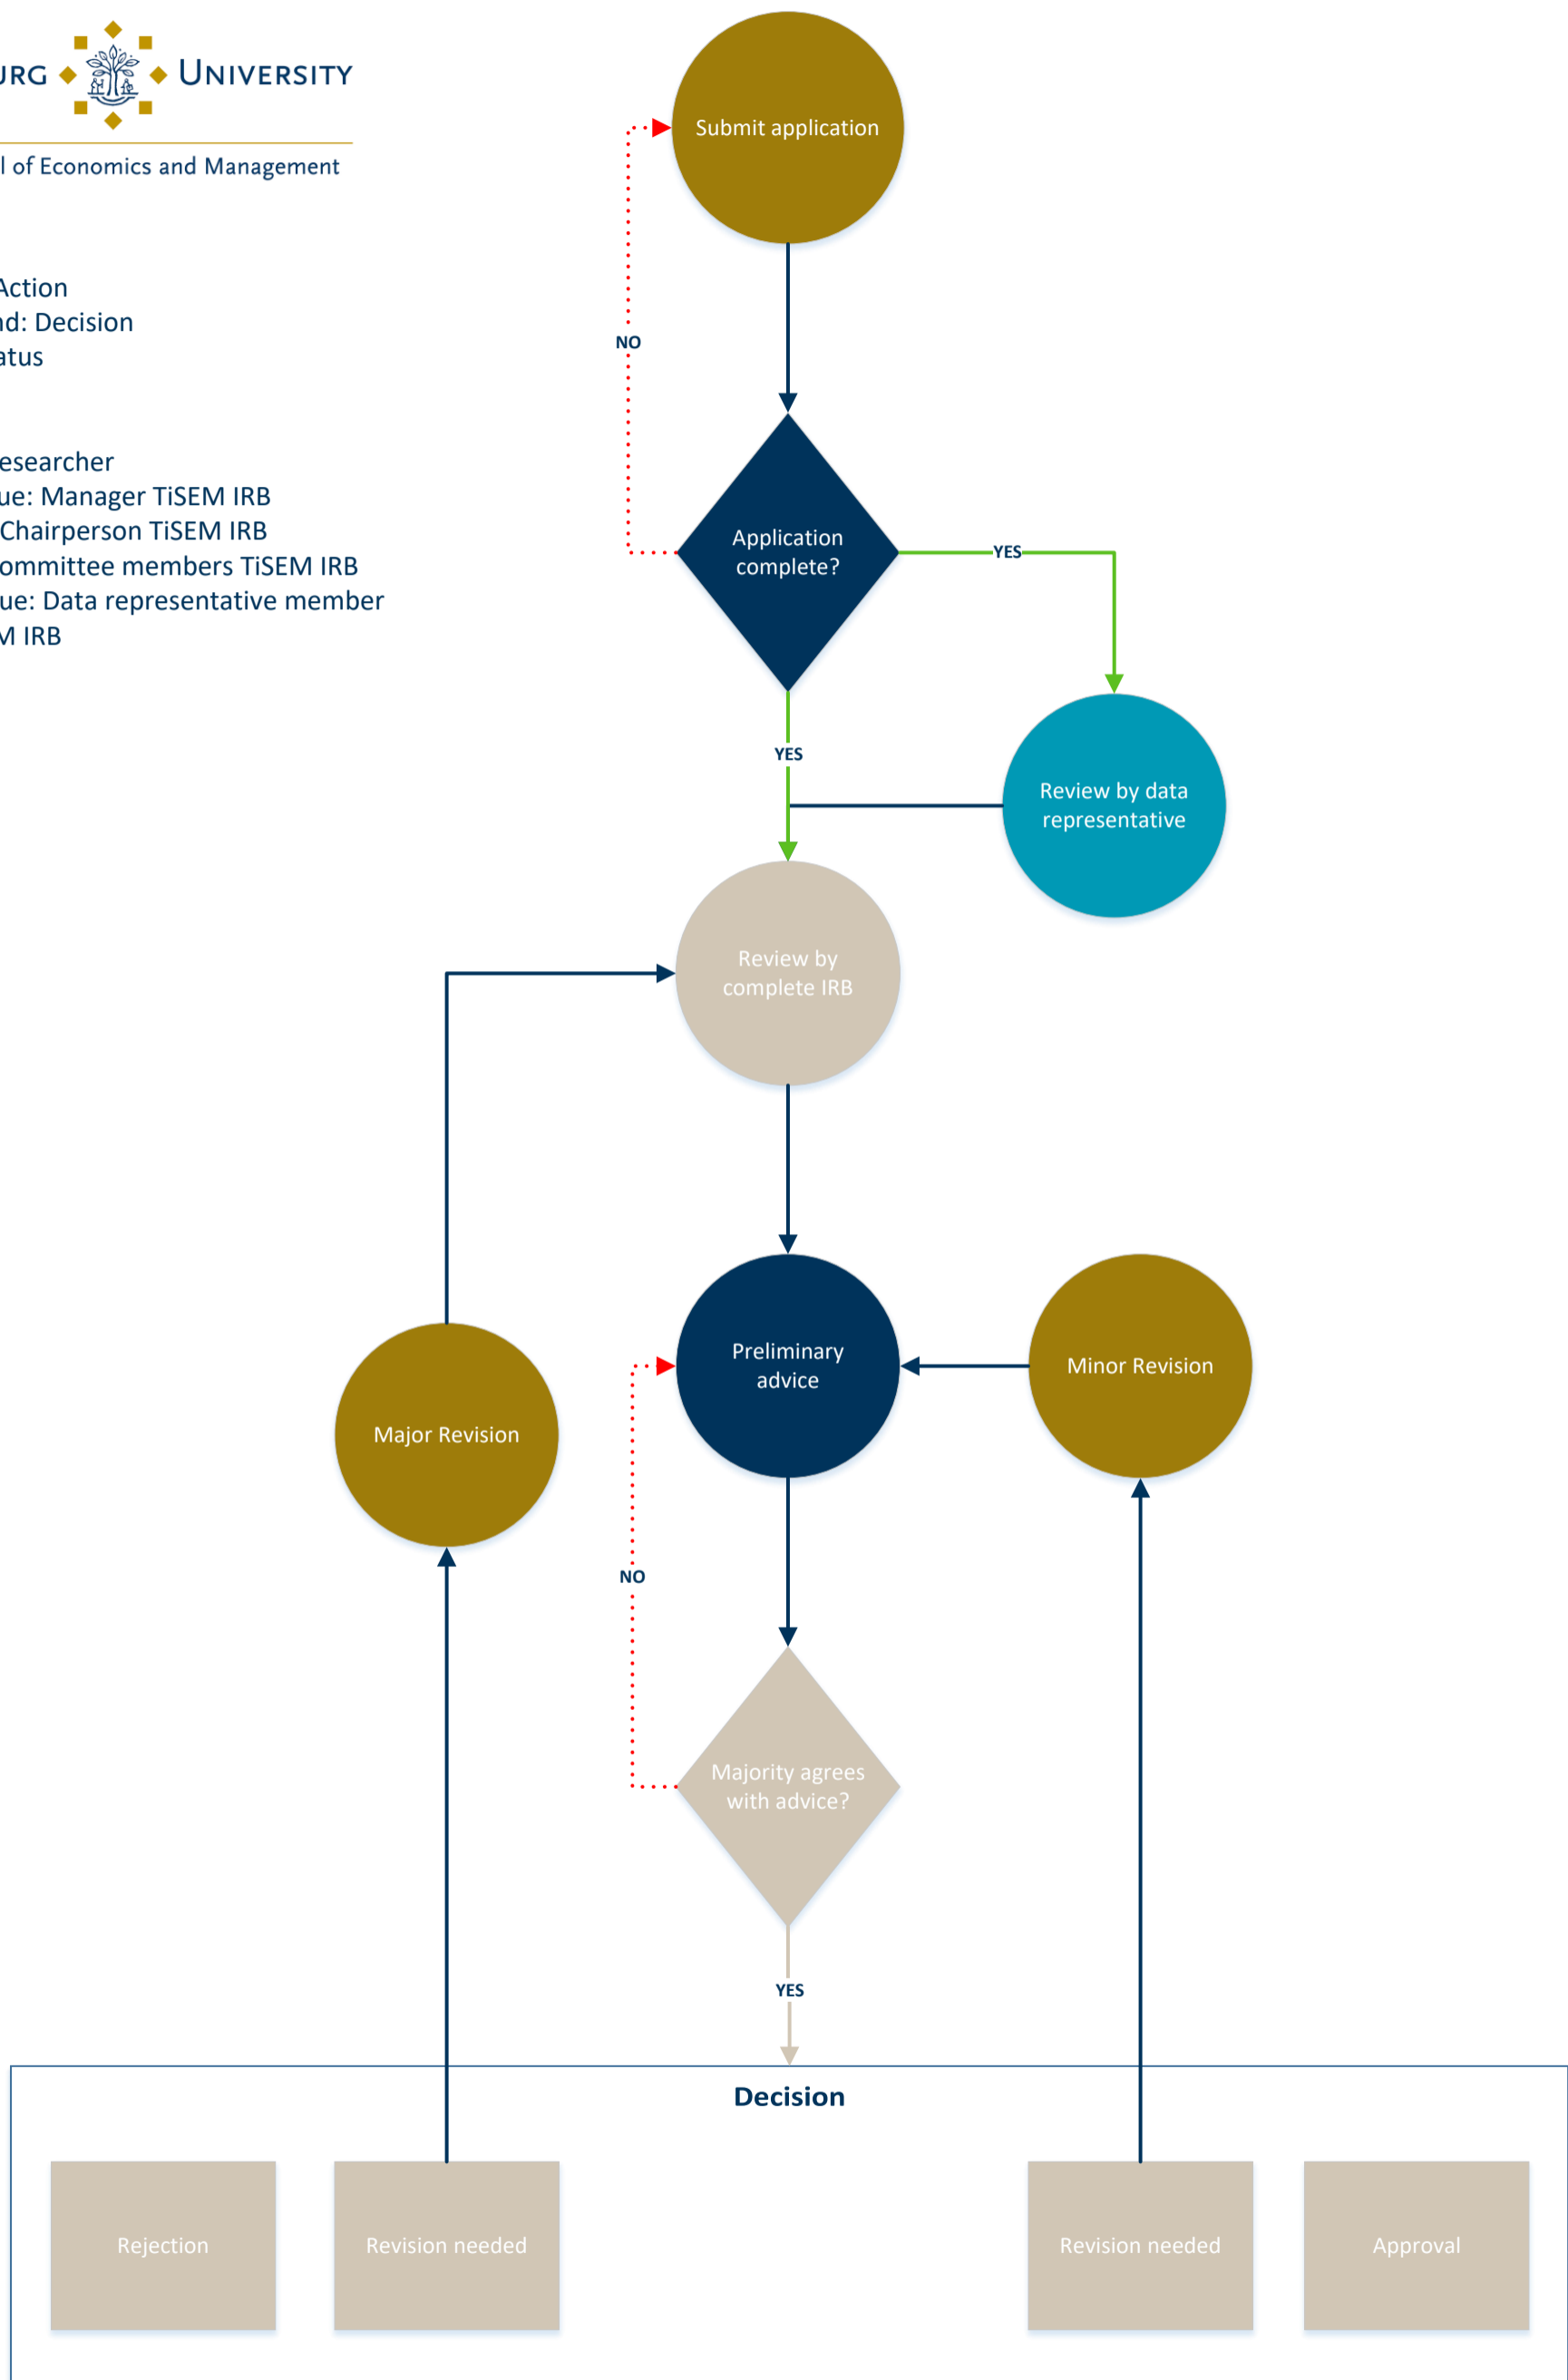 URG UNIVERSITY
l of Economics and Management
Action
nd: Decision
atus
esearcher
ue: Manager TiSEM IRB
Chairperson TiSEM IRB
ommittee members TiSEM IRB
ue: Data representative member
M IRB
Submit application
NO
Application
complete?
YES
YES
Review by data
representative
Review by
complete IRB
Preliminary
advice
Minor Revision
Major Revision
NO
Majority agrees
with advice?
YES
Decision
Rejection
Revision needed
Revision needed
Approval